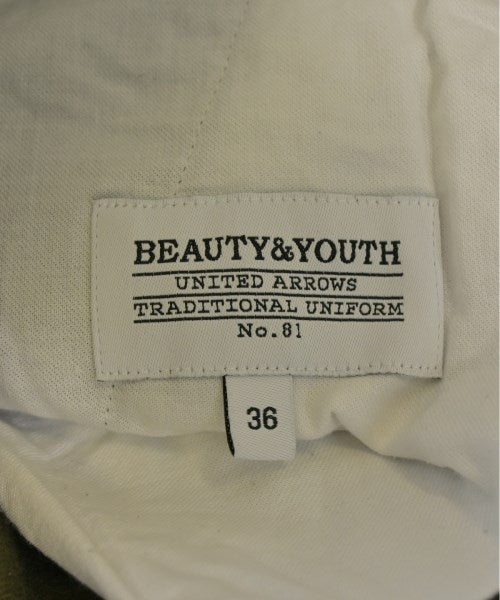 BEAUTY&YOUTH
UNITED ARROWS
TRADITIONAL UNIFORM
No.81
36